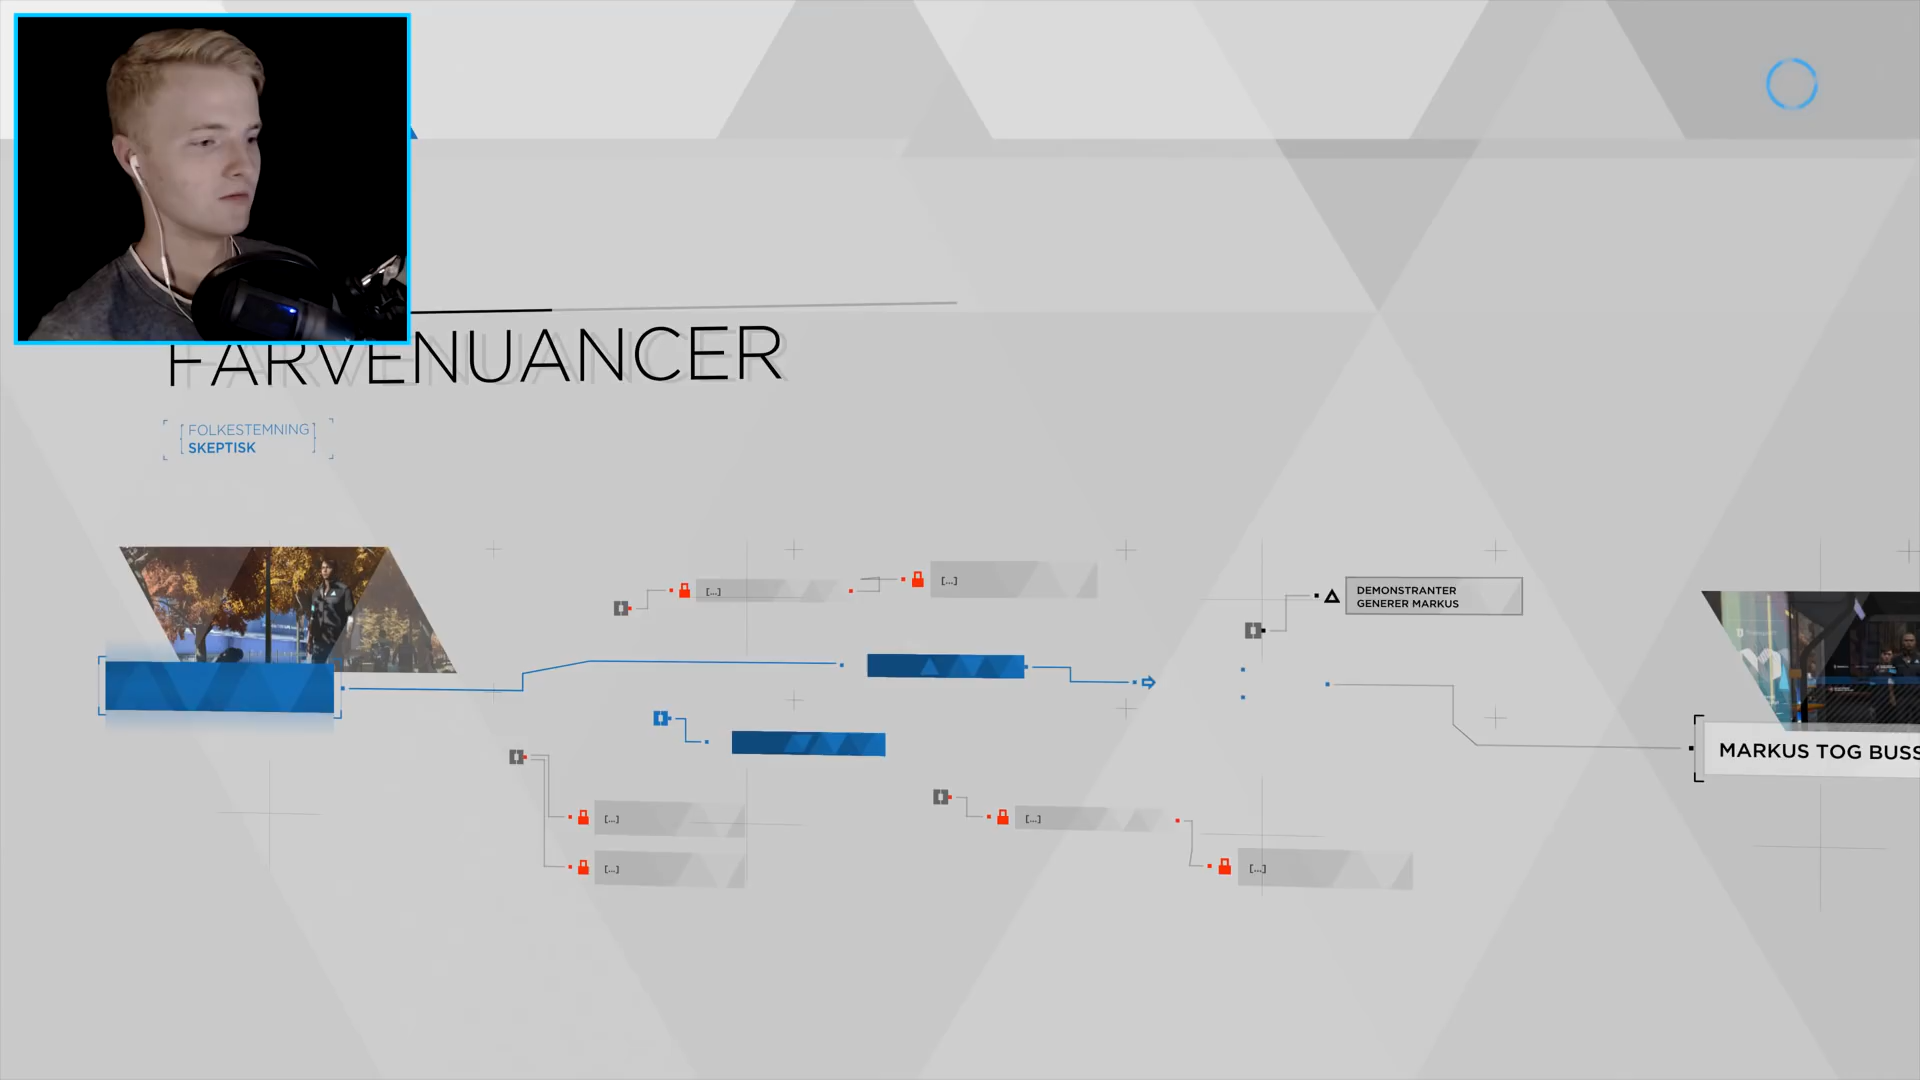 FARVENUANCER
FOLKESTEMNING
SKEPTISK
[...]
[...]
DEMONSTRANTER
GENERER MARKUS
MARKUS TOG BUSS
[...]
[...]
[...]
[...]